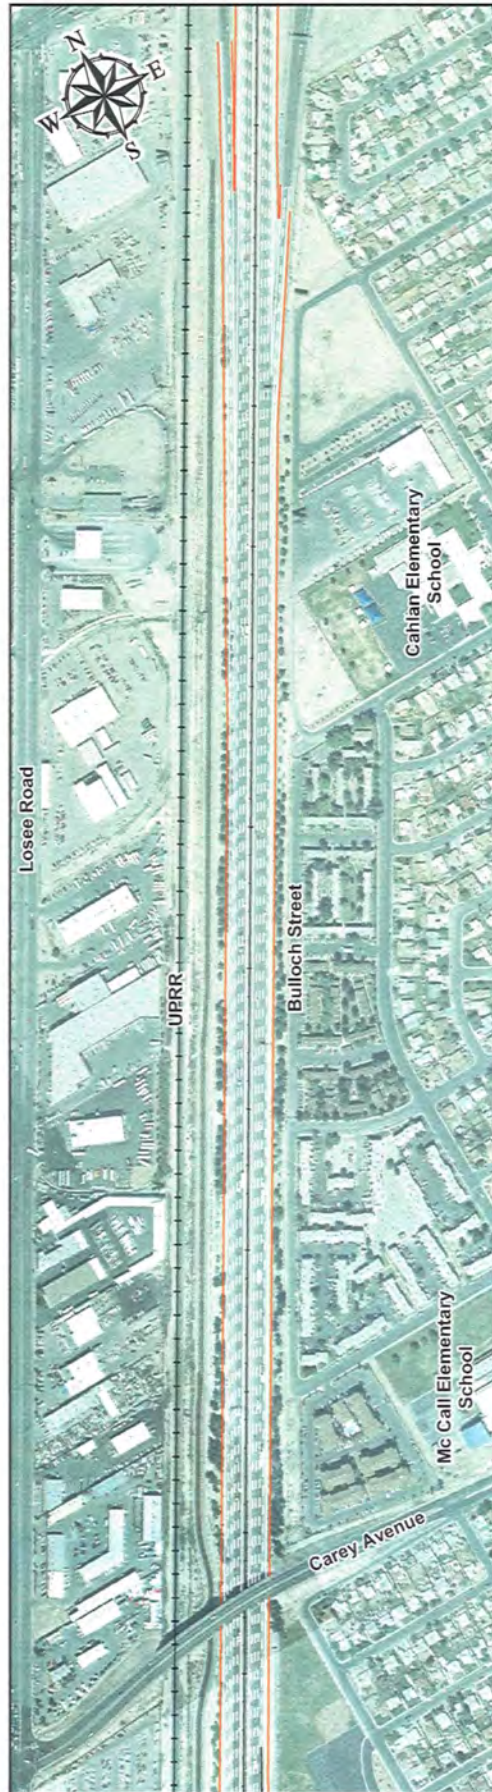 N
E
W
S
Cahlan Elementary
School
Losee Road
UPRR
Bulloch Street
Mc Call Elementary
School
Carey Avenue